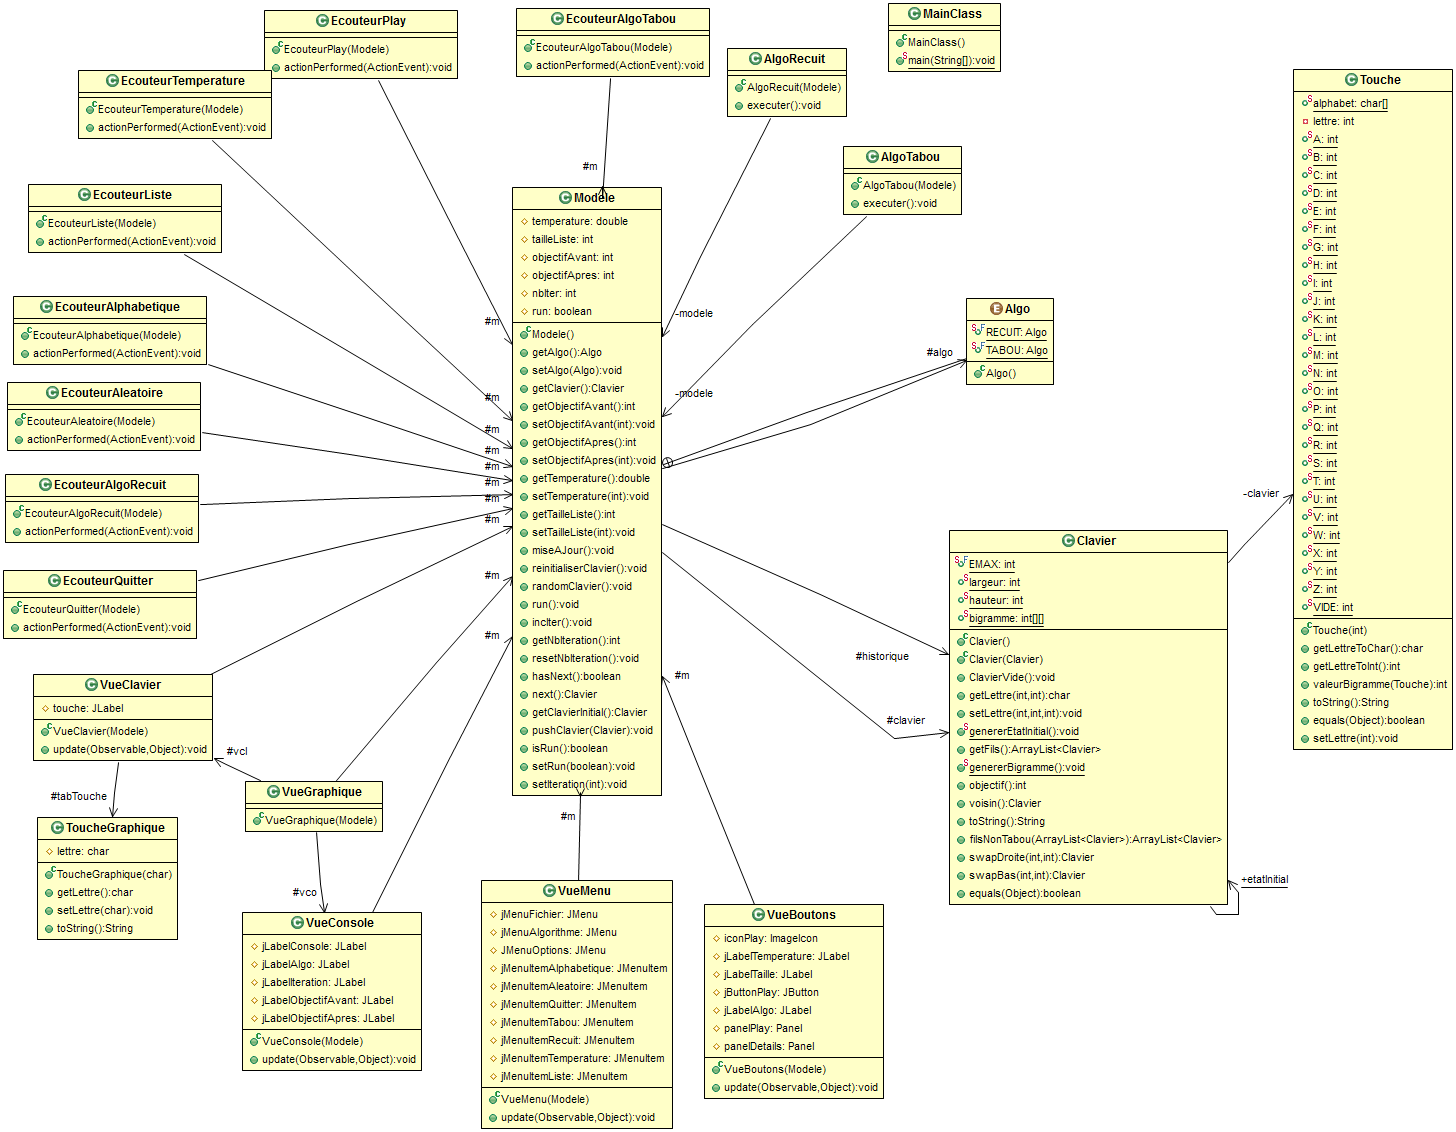 EcouteurPlay
EcouteurPlay(Modele)
actionPerformed(ActionEvent):void
EcouteurAlgoTabou
EcouteurAlgoTabou(Modele)
actionPerformed(ActionEvent):void
MainClass
MainClass()
main(String[]):void
AlgoRecuit
AlgoRecuit(Modele)
executer():void
EcouteurTemperature
EcouteurTemperature(Modele)
actionPerformed(ActionEvent):void
AlgoTabou
AlgoTabou(Modele)
executer():void
EcouteurListe
EcouteurListe(Modele)
actionPerformed(ActionEvent):void
EcouteurAlphabetique
EcouteurAlphabetique(Modele)
actionPerformed(ActionEvent):void
EcouteurAleatoire
EcouteurAleatoire(Modele)
actionPerformed(ActionEvent):void
EcouteurAlgoRecuit
EcouteurAlgoRecuit(Modele)
actionPerformed(ActionEvent):void
EcouteurQuitter
EcouteurQuitter(Modele)
actionPerformed(ActionEvent):void
#m
#m
#m
#m
#m
#m
#m
#m
#m
#m
#m
#m
-modele
-modele
Modele
temperature: double
tailleListe: int
objectifAvant: int
objectifApres: int
nbIter: int
run: boolean
Modele()
getAlgo():Algo
setAlgo(Algo):void
getClavier():Clavier
getObjectifAvant():int
setObjectifAvant(int):void
getObjectifApres():int
setObjectifApres(int):void
getTemperature():double
setTemperature(int):void
getTailleListe():int
setTailleListe(int):void
miseAJour():void
reinitialiserClavier():void
randomClavier():void
run():void
incIter():void
getNbIteration():int
resetNbIteration():void
hasNext():boolean
next():Clavier
getClavierInitial():Clavier
pushClavier(Clavier):void
isRun():boolean
setRun(boolean):void
setIteration(int):void
#algo
Algo
RECUIT: Algo
TABOU: Algo
Algo()
#historique
#clavier
Clavier
EMAX: int
largeur: int
hauteur: int
bigramme: int[][]
Clavier()
Clavier(Clavier)
ClavierVide():void
getLettre(int,int):char
setLettre(int,int,int):void
genererEtatInitial():void
getFils():ArrayList<Clavier>
genererBigramme():void
objectif():int
voisin():Clavier
toString():String
filsNonTabou(ArrayList<Clavier>):ArrayList<Clavier>
swapDroite(int,int):Clavier
swapBas(int,int):Clavier
equals(Object):boolean
+etatInitial
-clavier
Touche
alphabet: char[]
lettre: int
A: int
B: int
C: int
D: int
E: int
F: int
G: int
H: int
I: int
J: int
K: int
L: int
M: int
N: int
O: int
P: int
Q: int
R: int
S: int
T: int
U: int
V: int
W: int
X: int
Y: int
Z: int
VIDE: int
Touche(int)
getLettreToChar():char
getLettreToInt():int
valeurBigramme(Touche):int
toString():String
equals(Object):boolean
setLettre(int):void
VueClavier
touche: JLabel
VueClavier(Modele)
update(Observable,Object):void
#vcl
#tabTouche
VueGraphique
VueGraphique(Modele)
ToucheGraphique
lettre: char
ToucheGraphique(char)
getLettre():char
setLettre(char):void
toString():String
#vco
VueConsole
jLabelConsole: JLabel
jLabelAlgo: JLabel
jLabelIteration: JLabel
jLabelObjectifAvant: JLabel
jLabelObjectifApres: JLabel
VueConsole(Modele)
update(Observable,Object):void
VueMenu
jMenuFichier: JMenu
jMenuAlgorithme: JMenu
JMenuOptions: JMenu
jMenuItemAlphabetique: JMenuItem
jMenuItemAleatoire: JMenuItem
jMenuItemQuitter: JMenuItem
jMenuItemTabou: JMenuItem
jMenuItemRecuit: JMenuItem
jMenuItemTemperature: JMenuItem
jMenuItemListe: JMenuItem
VueMenu(Modele)
update(Observable,Object):void
VueBoutons
iconPlay: ImageIcon
jLabelTemperature: JLabel
jLabelTaille: JLabel
jButtonPlay: JButton
jLabelAlgo: JLabel
panelPlay: Panel
panelDetails: Panel
VueBoutons(Modele)
update(Observable,Object):void